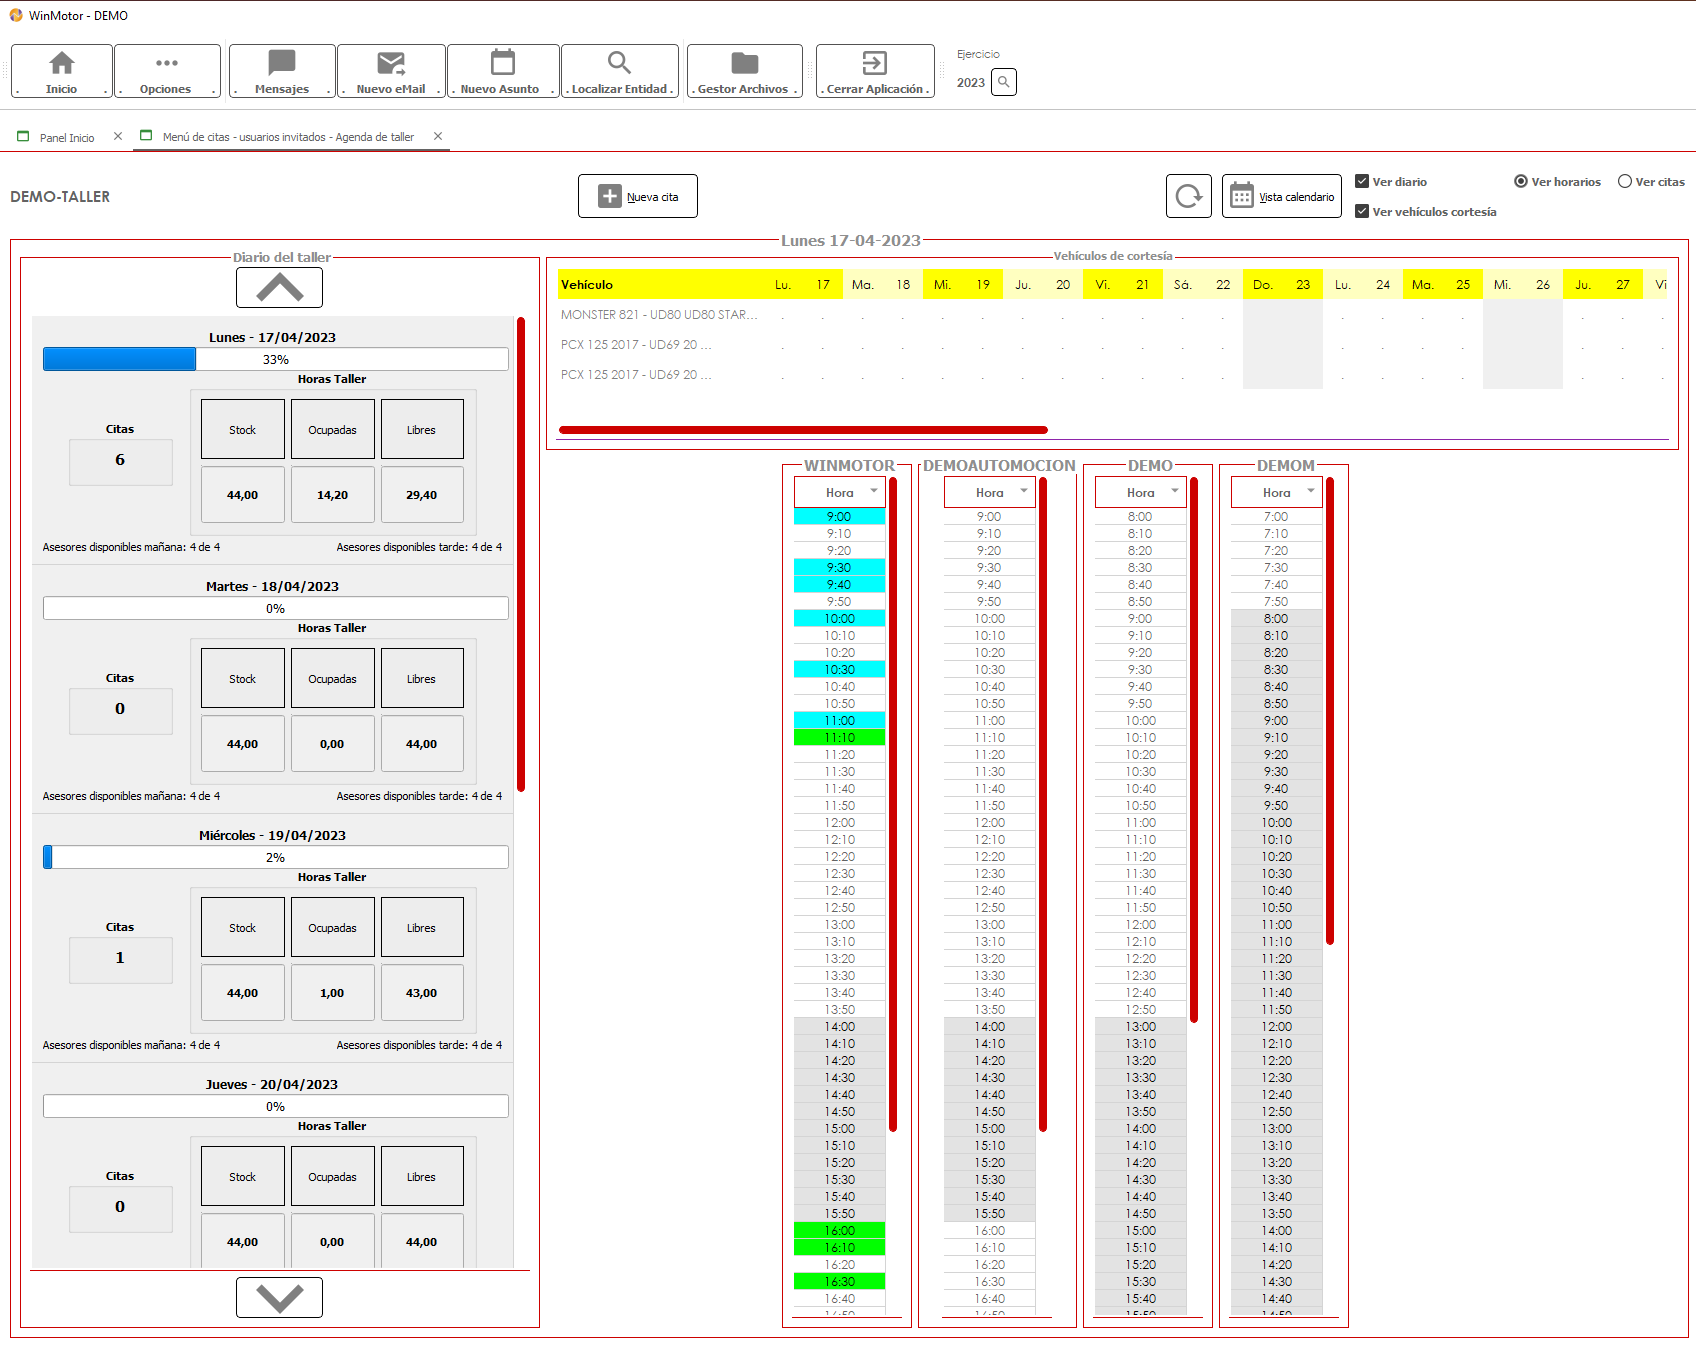 WinMotor - DEMO
. Inicio .
. Opciones .
. Mensajes .
. Nuevo eMail .
. Nuevo Asunto .
. Localizar Entidad .
. Gestor Archivos .
. Cerrar Aplicación .
Ejercicio
2023
Panel Inicio
Menú de citas - usuarios invitados - Agenda de taller
DEMO-TALLER
Nueva cita
Vista calendario
Ver diario
Ver vehículos cortesía
Ver horarios
Ver citas
Lunes 17-04-2023
Diario del taller
Lunes - 17/04/2023
33%
Horas Taller
Citas
6
Stock Ocupadas Libres
44,00 14,20 29,40
Asesores disponibles mañana: 4 de 4 Asesores disponibles tarde: 4 de 4
Martes - 18/04/2023
0%
Horas Taller
Citas
0
Stock Ocupadas Libres
44,00 0,00 44,00
Asesores disponibles mañana: 4 de 4 Asesores disponibles tarde: 4 de 4
Miércoles - 19/04/2023
2%
Horas Taller
Citas
1
Stock Ocupadas Libres
44,00 1,00 43,00
Asesores disponibles mañana: 4 de 4 Asesores disponibles tarde: 4 de 4
Jueves - 20/04/2023
0%
Horas Taller
Citas
0
Stock Ocupadas Libres
44,00 0,00 44,00
Vehículos de cortesía
Vehículo Lu. 17 Ma. 18 Mi. 19 Ju. 20 Vi. 21 Sá. 22 Do. 23 Lu. 24 Ma. 25 Mi. 26 Ju. 27 Vi
MONSTER 821 - UD80 UD80 STAR... . . . . . . . . . . . . . . . . . . .
PCX 125 2017 - UD69 20 ... . . . . . . . . . . . . . . . . . . .
PCX 125 2017 - UD69 20 ... . . . . . . . . . . . . . . . . . . .
WINMOTOR DEMOAUTOMOCION DEMO DEMOM
Hora Hora Hora Hora
9:00 9:00 8:00 7:00
9:10 9:10 8:10 7:10
9:20 9:20 8:20 7:20
9:30 9:30 8:30 7:30
9:40 9:40 8:40 7:40
9:50 9:50 8:50 7:50
10:00 10:00 9:00 8:00
10:10 10:10 9:10 8:10
10:20 10:20 9:20 8:20
10:30 10:30 9:30 8:30
10:40 10:40 9:40 8:40
10:50 10:50 9:50 8:50
11:00 11:00 10:00 9:00
11:10 11:10 10:10 9:10
11:20 11:20 10:20 9:20
11:30 11:30 10:30 9:30
11:40 11:40 10:40 9:40
11:50 11:50 10:50 9:50
12:00 12:00 11:00 10:00
12:10 12:10 11:10 10:10
12:20 12:20 11:20 10:20
12:30 12:30 11:30 10:30
12:40 12:40 11:40 10:40
12:50 12:50 11:50 10:50
13:00 13:00 12:00 11:00
13:10 13:10 12:10 11:10
13:20 13:20 12:20 11:20
13:30 13:30 12:30 11:30
13:40 13:40 12:40 11:40
13:50 13:50 12:50 11:50
14:00 14:00 13:00 12:00
14:10 14:10 13:10 12:10
14:20 14:20 13:20 12:20
14:30 14:30 13:30 12:30
14:40 14:40 13:40 12:40
14:50 14:50 13:50 12:50
15:00 15:00 14:00 13:00
15:10 15:10 14:10 13:10
15:20 15:20 14:20 13:20
15:30 15:30 14:30 13:30
15:40 15:40 14:40 13:40
15:50 15:50 14:50 13:50
16:00 16:00 15:00 14:00
16:10 16:10 15:10 14:10
16:20 16:20 15:20 14:20
16:30 16:30 15:30 14:30
16:40 16:40 15:40 14:40
16:50 16:50 15:50 14:50